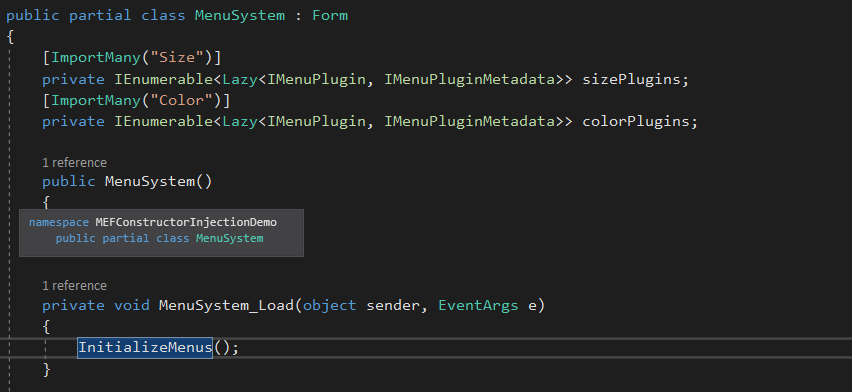 public partial class MenuSystem : Form
{
[ImportMany("Size")]
private IEnumerable<Lazy<IMenuPlugin, IMenuPluginMetadata>> sizePlugins;
[ImportMany("Color")]
private IEnumerable<Lazy<IMenuPlugin, IMenuPluginMetadata>> colorPlugins;
1 reference
public MenuSystem()
{
namespace MEFConstructorInjectionDemo
public partial class MenuSystem
1 reference
private void MenuSystem_Load(object sender, EventArgs e)
{
InitializeMenus();
}